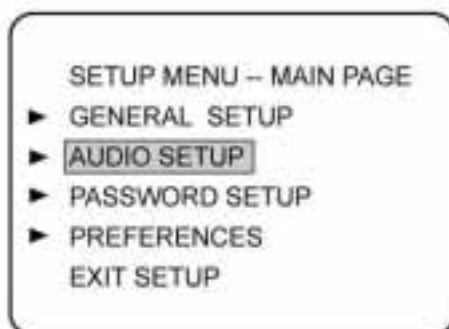 SETUP MENU -- MAIN PAGE
GENERAL SETUP
AUDIO SETUP
PASSWORD SETUP
PREFERENCES
EXIT SETUP